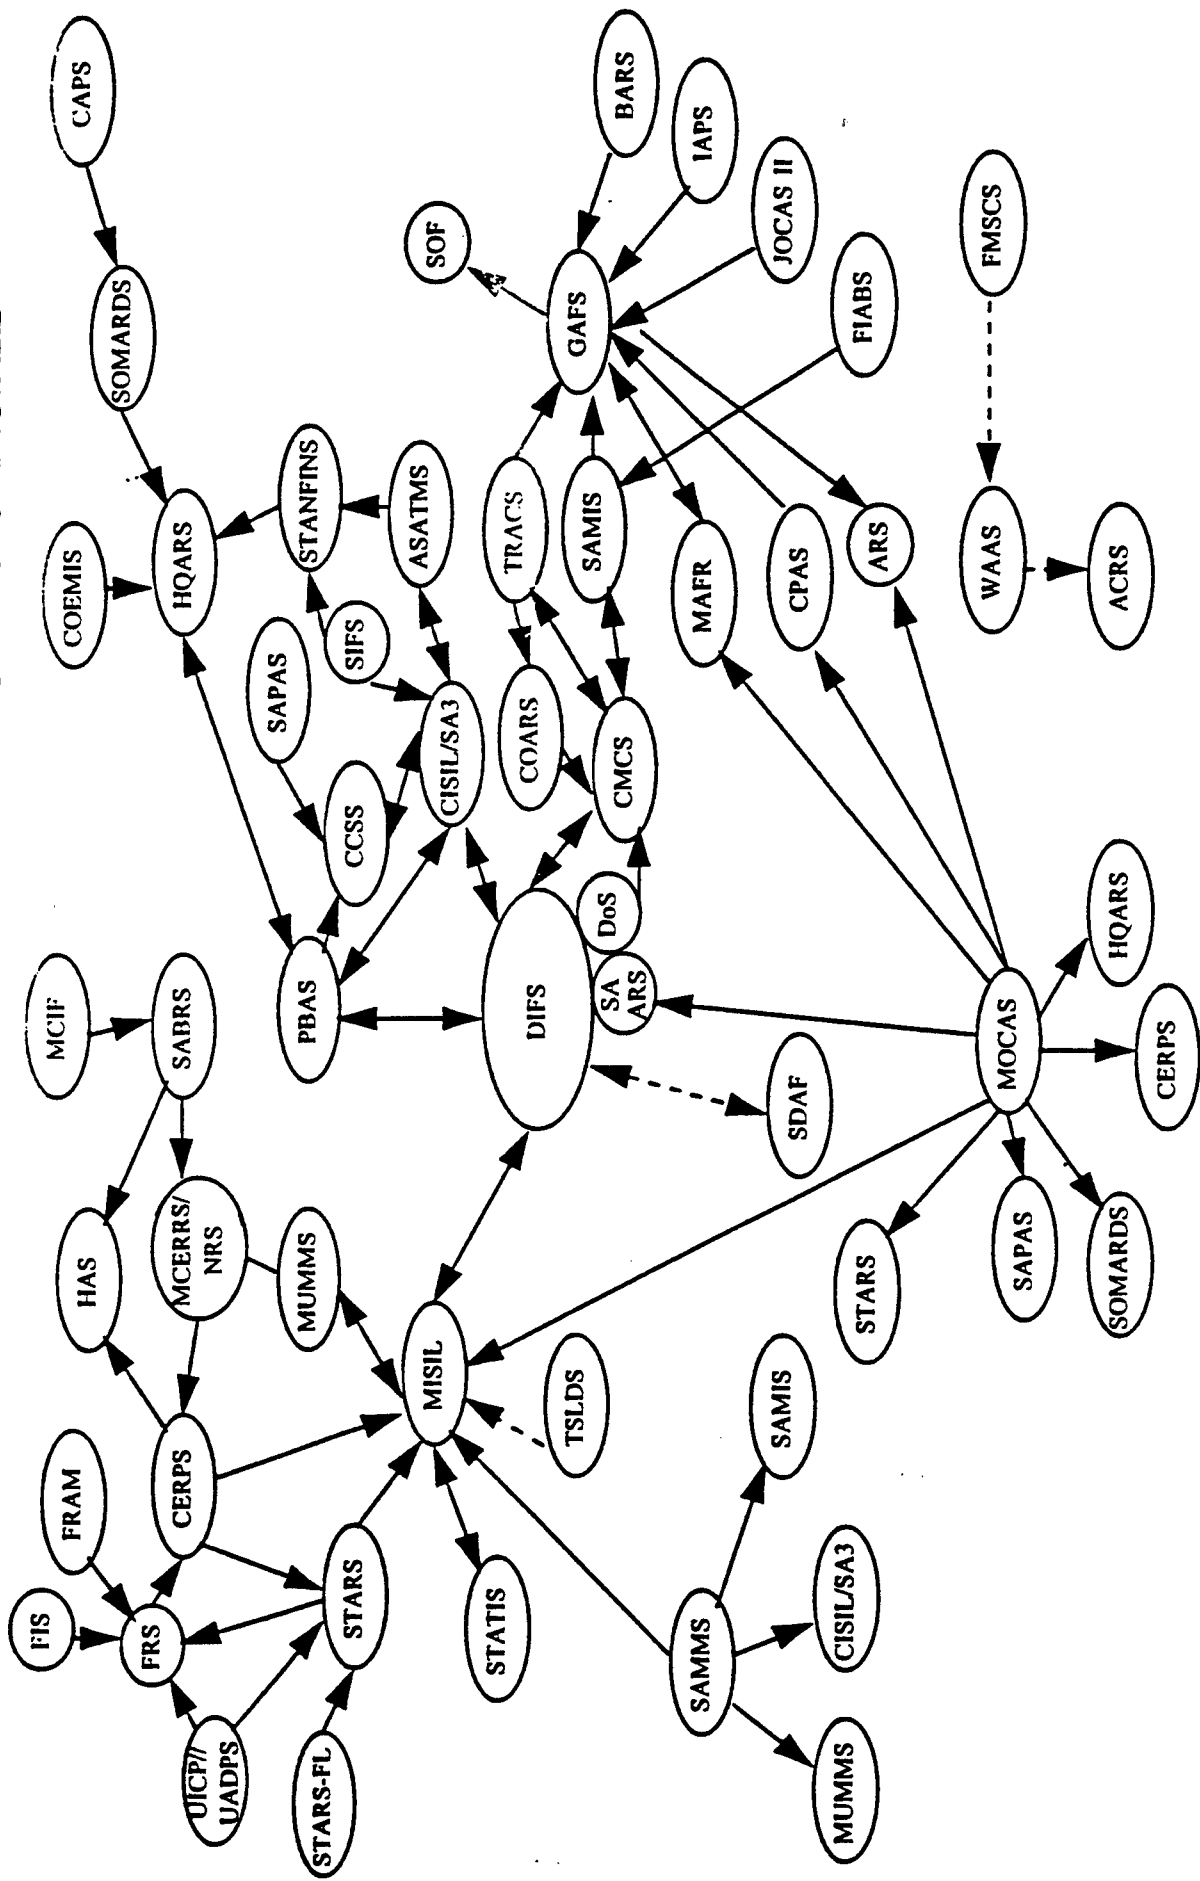 FIS
FRAM
HAS
MCIF
COEMIS
CAPS
FRS
CERPS
MCERRS/
NRS
SABRS
HQARS
SOMARDS
UICP//
UADPS
MUMMS
PBAS
SAPAS
STANFINS
STARS-FL
STARS
CCSS
SIFS
ASATMS
MISIL
CISIL/SA3
SOF
STATIS
DIFS
COARS
TRACS
TSLDS
GAFS
BARS
SA
ARS
DoS
CMCS
SAMIS
IAPS
SAMMS
MAFR
SAMIS
SDAF
CPAS
JOCAS II
MUMMS
CISIL/SA3
STARS
ARS
FIABS
MOCAS
WAAS
FMSCS
SAPAS
SOMARDS
CERPS
HQARS
ACRS